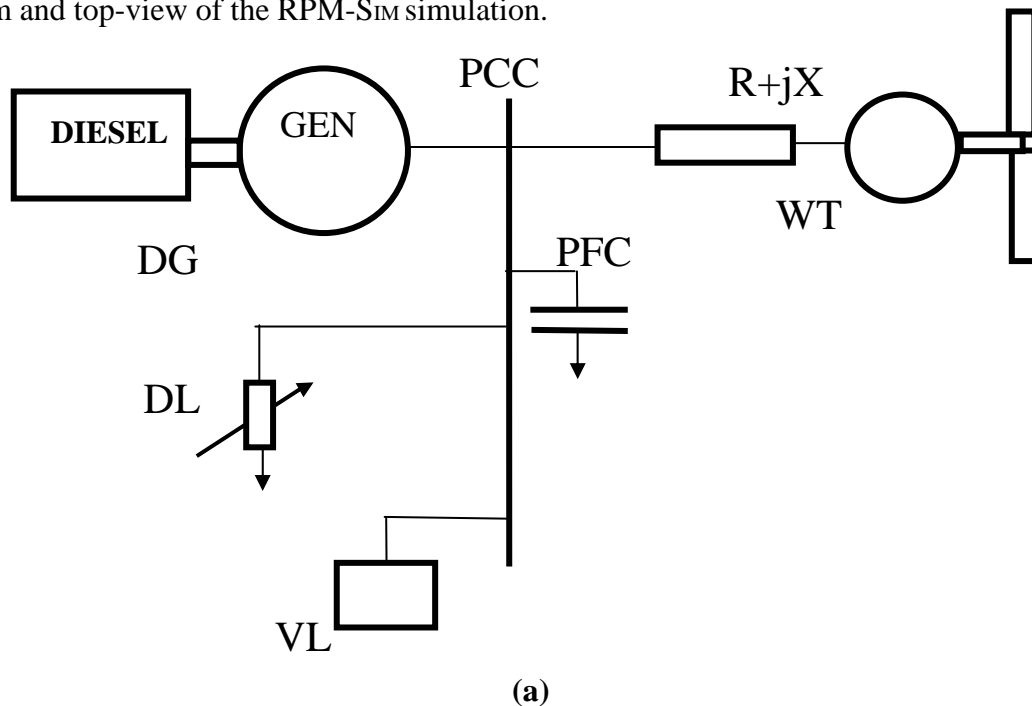 and top-view of the RPM-SIM simulation.
PCC
R+jX
DIESEL
GEN
WT
DG
PFC
DL
VL
(a)